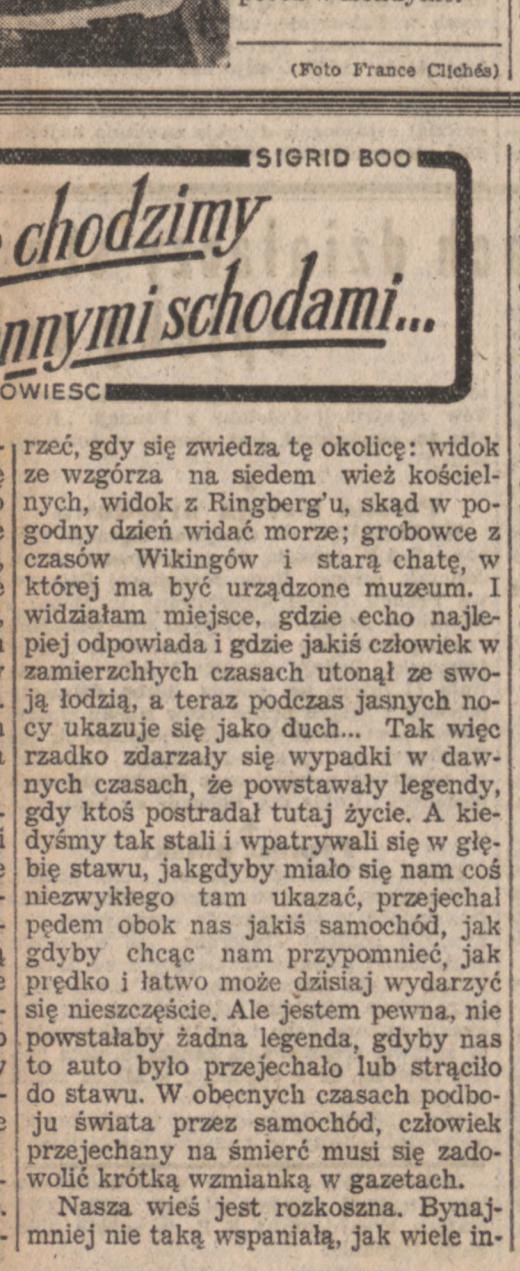 (Foto France Clichés)
SIGRID BOO
chodzimy
nnymi schodami...
OWIESC
rzeć, gdy się zwiedza tę okolicę: widok
ze wzgórza na siedem wież kościel-
nych, widok z Ringberg'u, skąd w po-
godny dzień widać morze; grobowce z
czasów Wikingów i starą chatę, w
której ma być urządzone muzeum. I
widziałam miejsce, gdzie echo najle-
piej odpowiada i gdzie jakiś człowiek w
zamierzchłych czasach utonął ze swo-
ją łodzią, a teraz podczas jasnych no-
cy ukazuje się jako duch... Tak więc
rzadko zdarzały się wypadki w daw-
nych czasach, że powstawały legendy,
gdy ktoś postradał tutaj życie. A kie-
dyśmy tak stali i wpatrywali się w głę-
bię stawu, jakgdyby miało się nam coś
niezwykłego tam ukazać, przejechał
pędem obok nas jakiś samochód, jak
gdyby chcąc nam przypomnieć, jak
prędko i łatwo może dzisiaj wydarzyć
się nieszczęście. Ale jestem pewna, nie
powstałaby żadna legenda, gdyby nas
to auto było przejechało lub strąciło
do stawu. W obecnych czasach podbo-
ju świata przez samochód, człowiek
przejechany na śmierć musi się zado-
wolić krótką wzmianką w gazetach.
Nasza wieś jest rozkoszna. Bynaj-
mniej nie taką wspaniałą, jak wiele in-